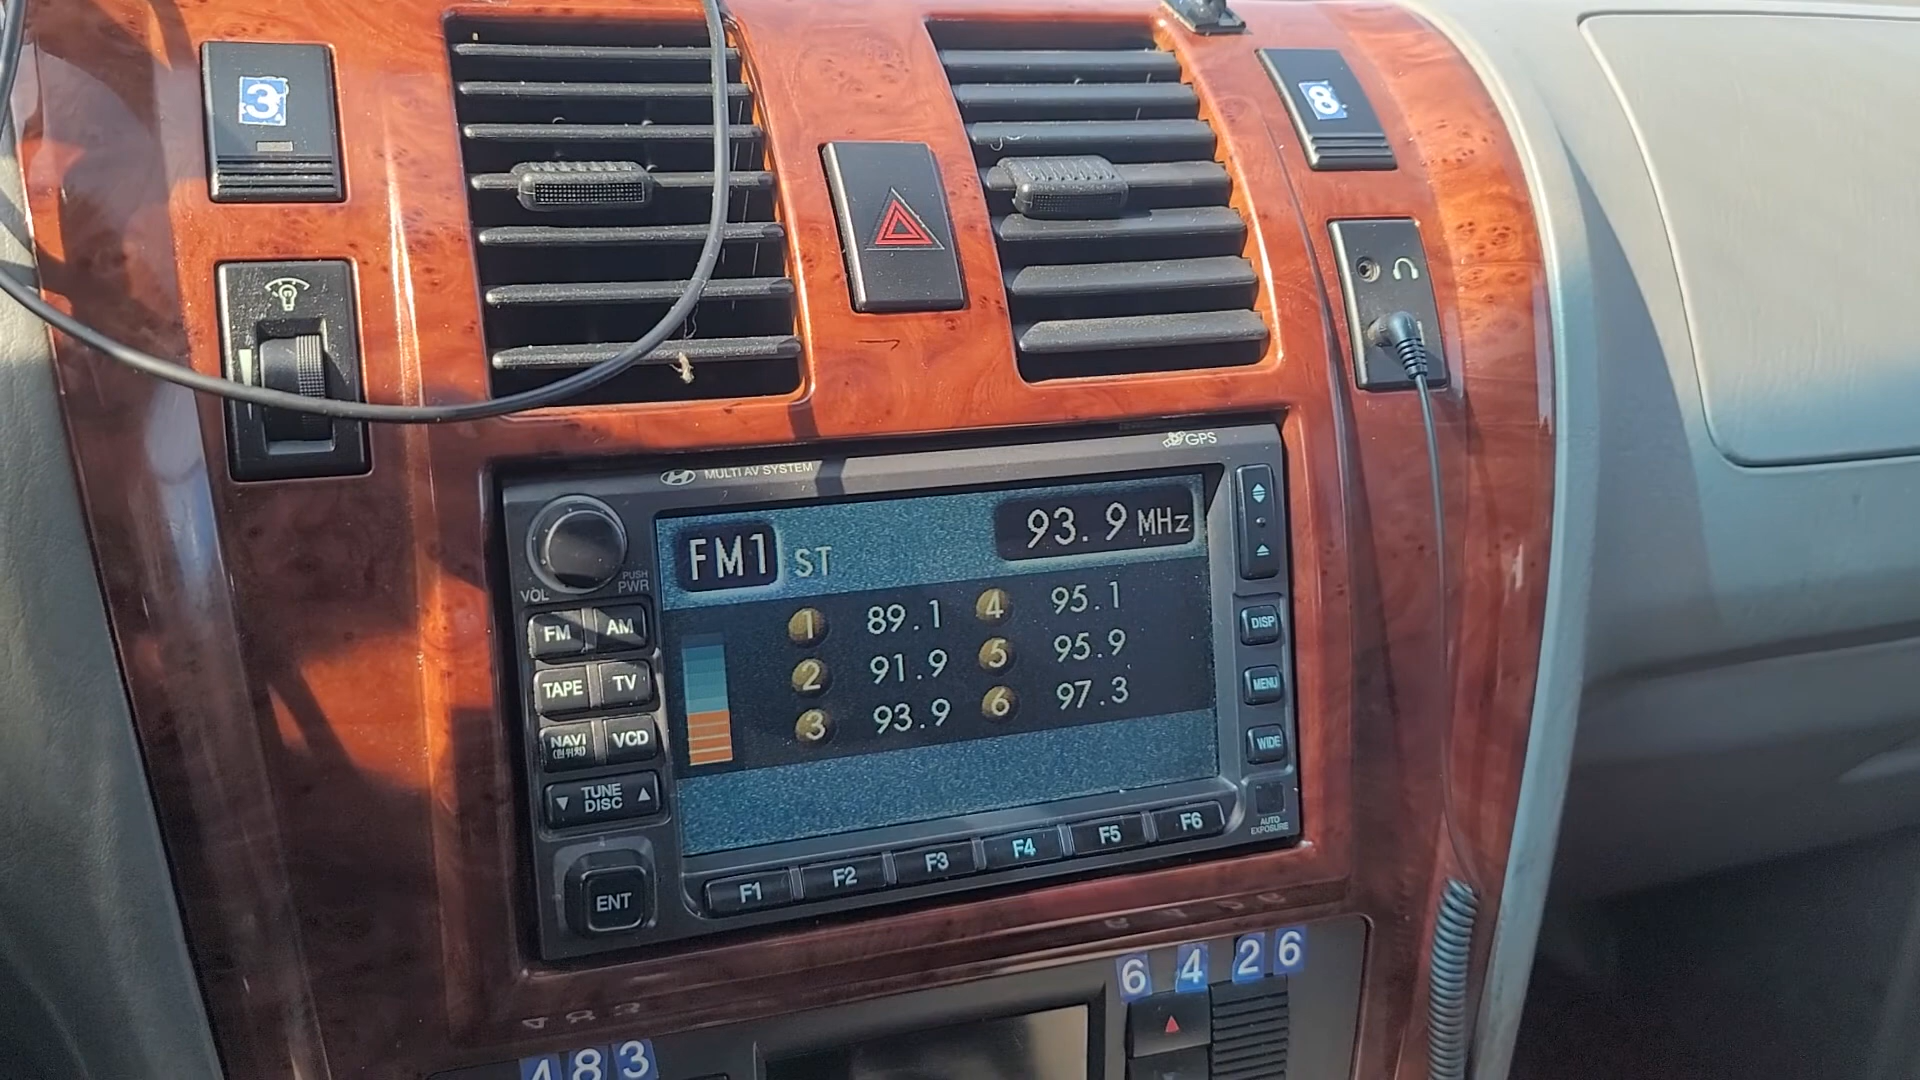 3
8
MULTI AV SYSTEM
GPS
FM1 ST
93.9 MHz
1 89.1 4 95.1
2 91.9 5 95.9
3 93.9 6 97.3
VOL
PUSH
PWR
FM AM
TAPE TV
NAVI VCD
(현위치)
TUNE
DISC
ENT
DISP
MENU
WIDE
AUTO
EXPOSURE
F1 F2 F3 F4 F5 F6
6 4 2 6
4 8 3